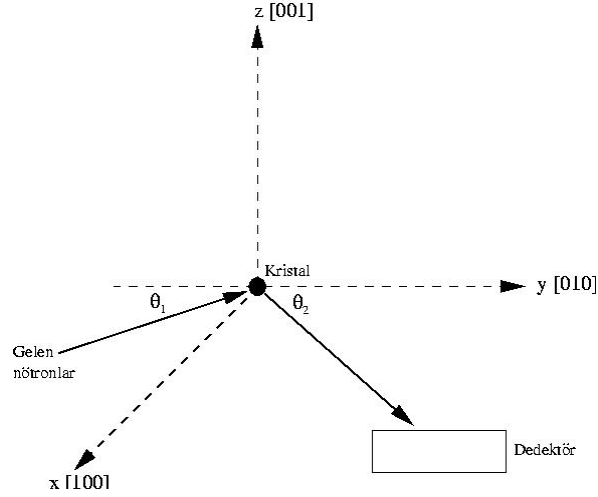 z [001]
Kristal
y [010]
θ1
θ2
Gelen
nötronlar
Dedektör
x [100]